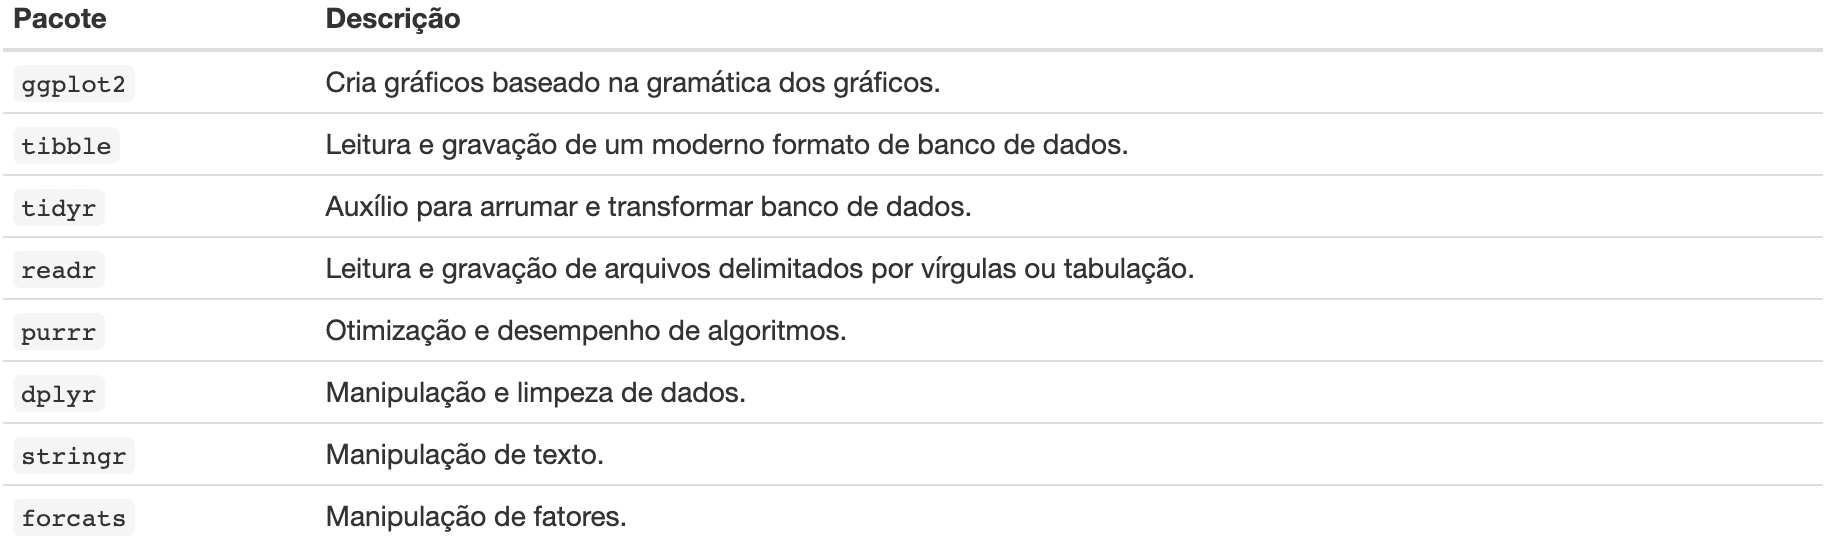 Pacote Descrição
ggplot2 Cria gráficos baseado na gramática dos gráficos.
tibble Leitura e gravação de um moderno formato de banco de dados.
tidyr Auxílio para arrumar e transformar banco de dados.
readr Leitura e gravação de arquivos delimitados por vírgulas ou tabulação.
purrr Otimização e desempenho de algoritmos.
dplyr Manipulação e limpeza de dados.
stringr Manipulação de texto.
forcats Manipulação de fatores.